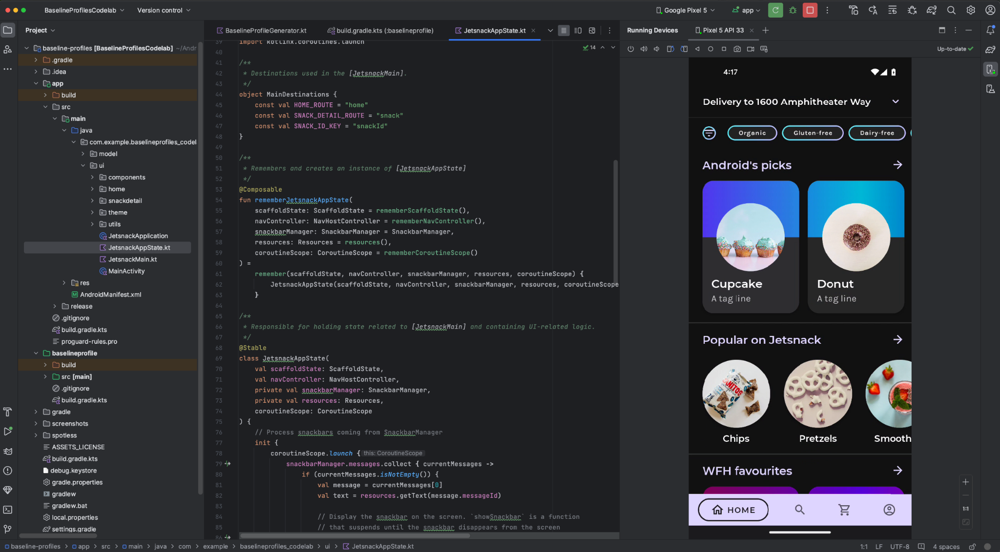 BaselineProfilesCodelab
Version control
Google Pixel 5
app
Project
baseline-profiles [BaselineProfilesCodelab] ~/Andr
.gradle
.idea
app
build
src
main
java
com.example.baselineprofiles_codel
model
ui
components
home
snackdetail
theme
utils
JetsnackApplication
JetsnackAppState.kt
JetsnackMain.kt
MainActivity
res
AndroidManifest.xml
release
.gitignore
build.gradle.kts
proguard-rules.pro
baselineprofile
build
src [main]
.gitignore
build.gradle.kts
gradle
screenshots
spotless
ASSETS_LICENSE
build.gradle.kts
debug.keystore
gradle.properties
gradlew
gradlew.bat
local.properties
settings.gradle
BaselineProfileGenerator.kt
build.gradle.kts (:baselineprofile)
JetsnackAppState.kt
14
39 import kotlinx.coroutines.launch
40
41 /**
42 * Destinations used in the [JetsnackMain].
43 */
44 object MainDestinations {
45 const val HOME_ROUTE = "home"
46 const val SNACK_DETAIL_ROUTE = "snack"
47 const val SNACK_ID_KEY = "snackId"
48 }
49
50 /**
51 * Remembers and creates an instance of [JetsnackAppState]
52 */
53 @Composable
54 fun rememberJetsnackAppState(
55 scaffoldState: ScaffoldState = rememberScaffoldState(),
56 navController: NavHostController = rememberNavController(),
57 snackbarManager: SnackbarManager = SnackbarManager,
58 resources: Resources = resources(),
59 coroutineScope: CoroutineScope = rememberCoroutineScope()
60 ) =
61 remember(scaffoldState, navController, snackbarManager, resources, coroutineScope) {
62 JetsnackAppState(scaffoldState, navController, snackbarManager, resources, coroutineScope
63 }
64
65 /**
66 * Responsible for holding state related to [JetsnackMain] and containing UI-related logic.
67 */
68 @Stable
69 class JetsnackAppState(
70 val scaffoldState: ScaffoldState,
71 val navController: NavHostController,
72 private val snackbarManager: SnackbarManager,
73 private val resources: Resources,
74 coroutineScope: CoroutineScope
75 ) {
76 // Process snackbars coming from SnackbarManager
77 init {
78 coroutineScope.launch { this: CoroutineScope
79 snackbarManager.messages.collect { currentMessages ->
80 if (currentMessages.isNotEmpty()) {
81 val message = currentMessages[0]
82 val text = resources.getText(message.messageId)
83
84 // Display the snackbar on the screen. `showSnackbar` is a function
85 // that suspends until the snackbar disappears from the screen
86
Running Devices
Pixel 5 API 33
Up-to-date
4:17
Delivery to 1600 Amphitheater Way
Organic
Gluten-free
Dairy-free
Android's picks
Cupcake
A tag line
Donut
A tag line
Popular on Jetsnack
Chips
Pretzels
Smooth
WFH favourites
HOME
1:1
baseline-profiles > app > src > main > java > com > example > baselineprofiles_codelab > ui > JetsnackAppState.kt
1:1 LF UTF-8 4 spaces